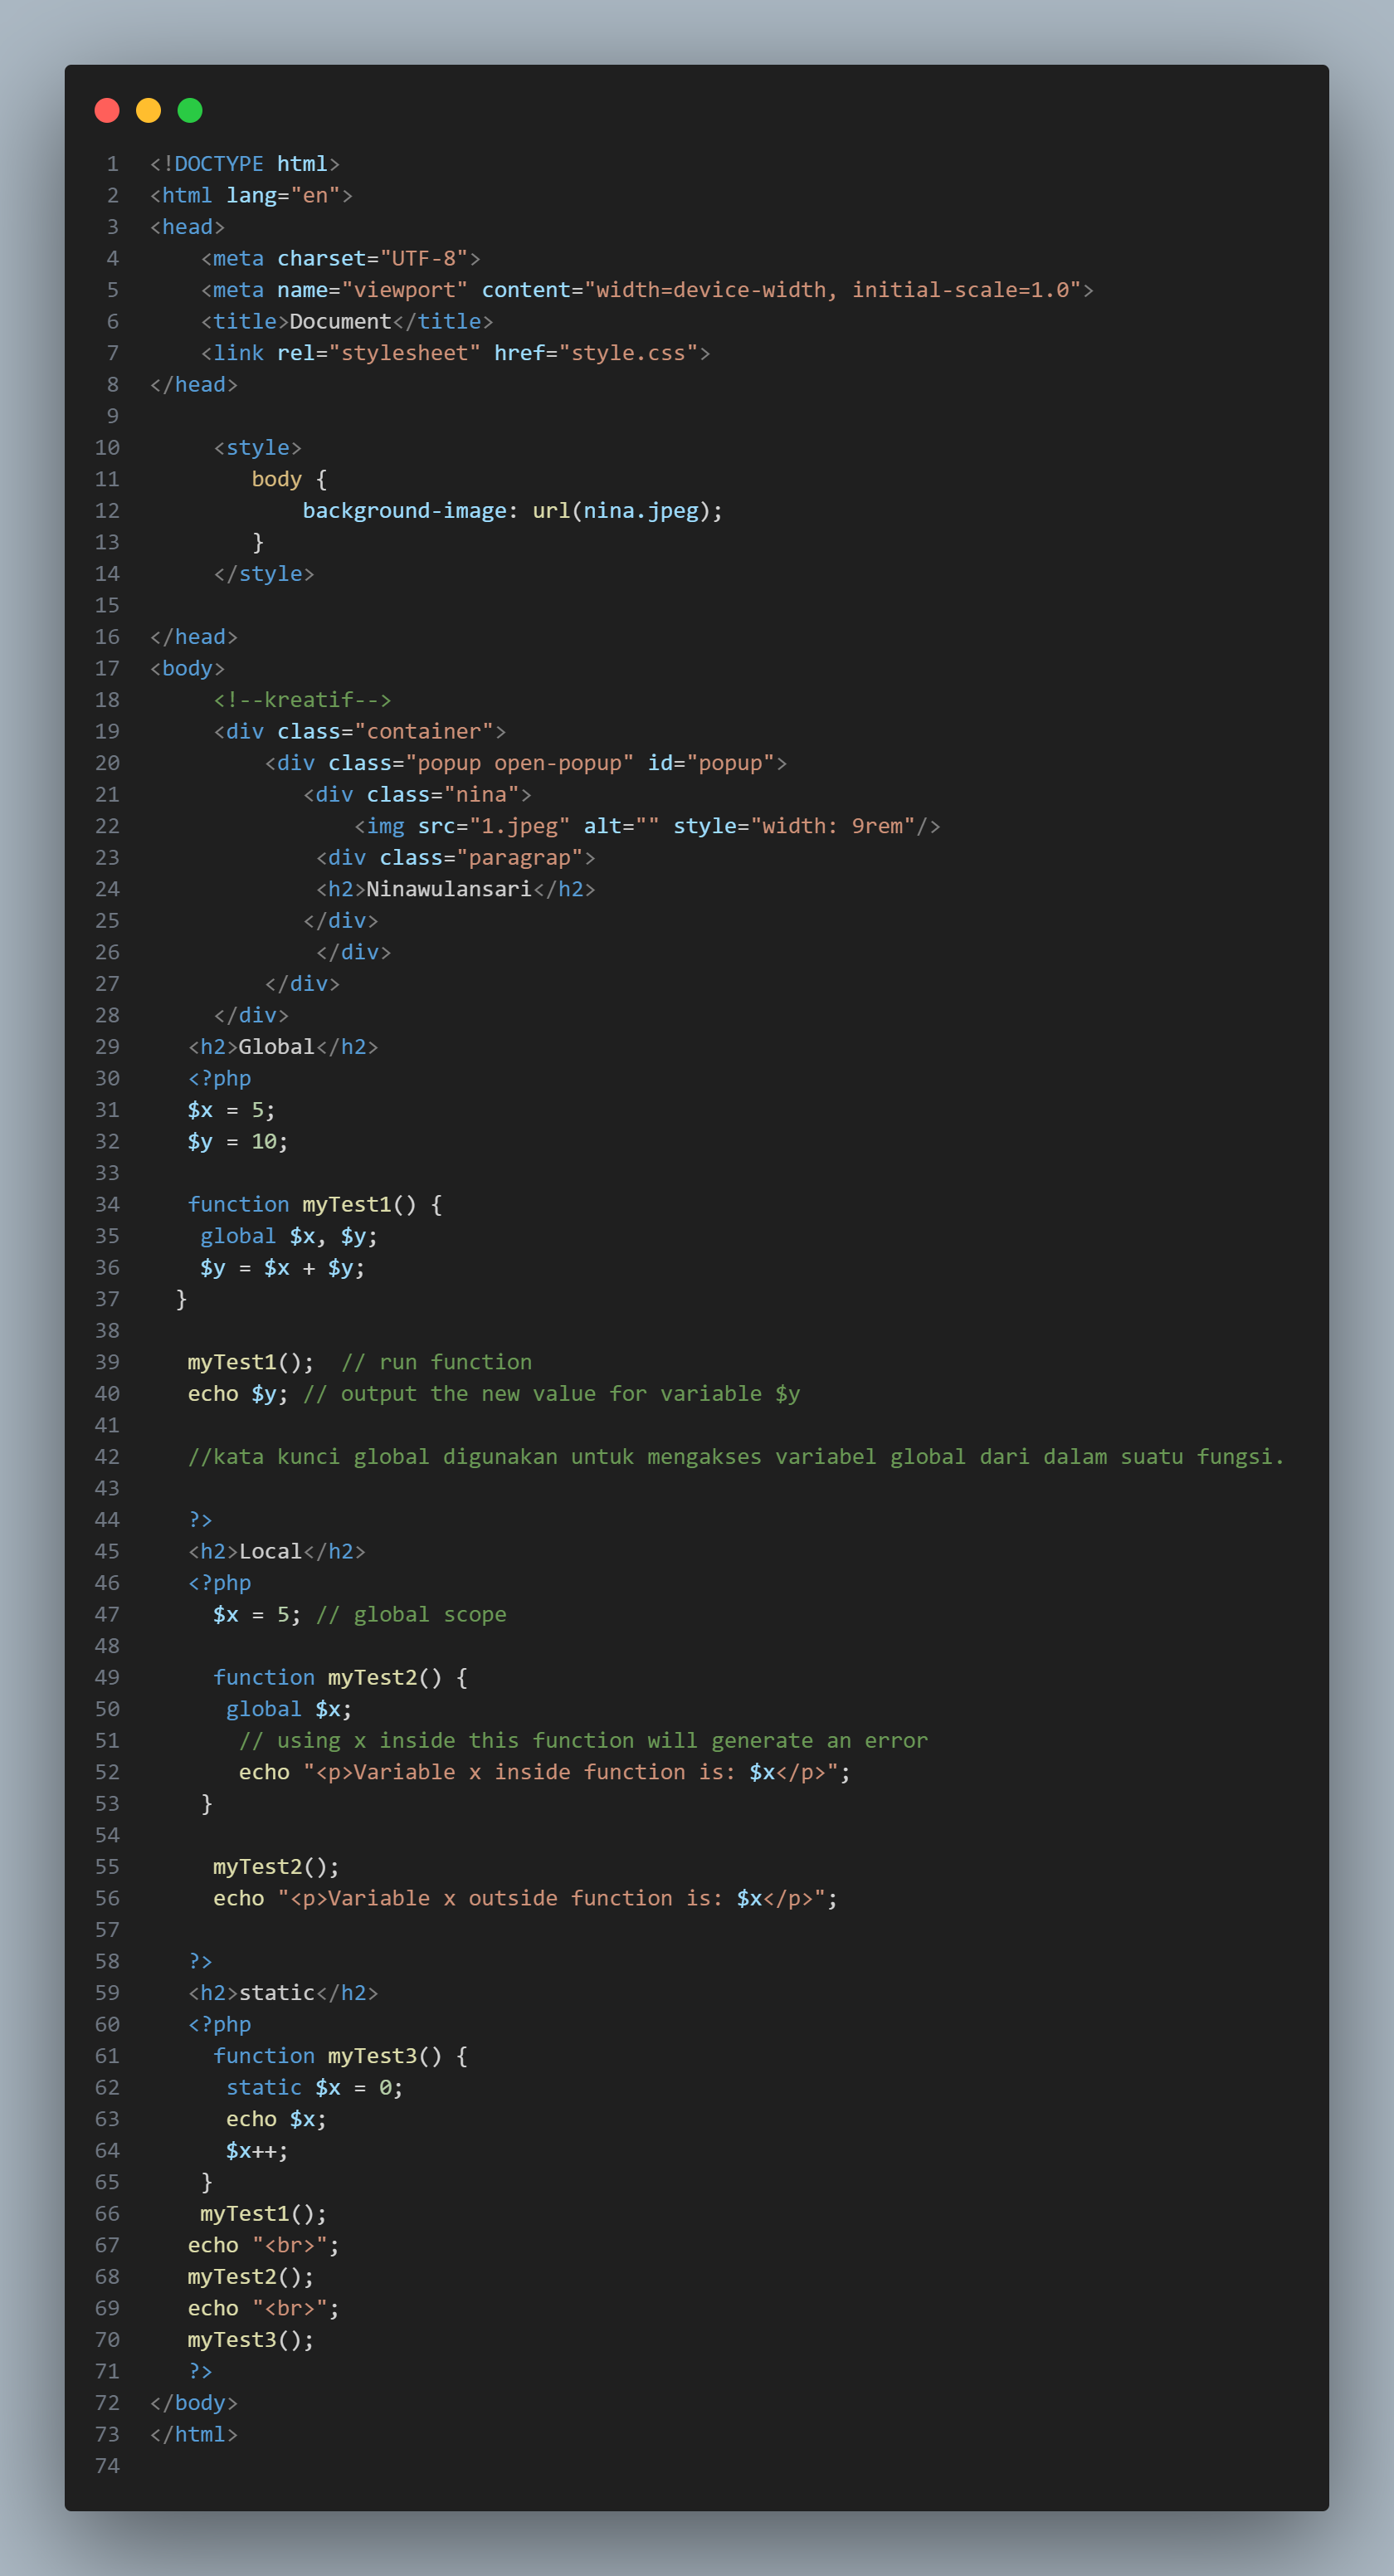 1 <!DOCTYPE html>
2 <html lang="en">
3 <head>
4     <meta charset="UTF-8">
5     <meta name="viewport" content="width=device-width, initial-scale=1.0">
6     <title>Document</title>
7     <link rel="stylesheet" href="style.css">
8 </head>
9
10      <style>
11         body {
12             background-image: url(nina.jpeg);
13         }
14      </style>
15
16 </head>
17 <body>
18      <!--kreatif-->
19      <div class="container">
20          <div class="popup open-popup" id="popup">
21             <div class="nina">
22                 <img src="1.jpeg" alt="" style="width: 9rem"/>
23              <div class="paragrap">
24              <h2>Ninawulansari</h2>
25             </div>
26              </div>
27          </div>
28      </div>
29    <h2>Global</h2>
30    <?php
31    $x = 5;
32    $y = 10;
33
34    function myTest1() {
35     global $x, $y;
36     $y = $x + $y;
37   }
38
39    myTest1();  // run function
40    echo $y; // output the new value for variable $y
41
42    //kata kunci global digunakan untuk mengakses variabel global dari dalam suatu fungsi.
43
44    ?>
45    <h2>Local</h2>
46    <?php
47      $x = 5; // global scope
48
49      function myTest2() {
50       global $x;
51        // using x inside this function will generate an error
52        echo "<p>Variable x inside function is: $x</p>";
53     }
54
55      myTest2();
56      echo "<p>Variable x outside function is: $x</p>";
57
58    ?>
59    <h2>static</h2>
60    <?php
61      function myTest3() {
62       static $x = 0;
63       echo $x;
64       $x++;
65     }
66     myTest1();
67    echo "<br>";
68    myTest2();
69    echo "<br>";
70    myTest3();
71    ?>
72 </body>
73 </html>
74